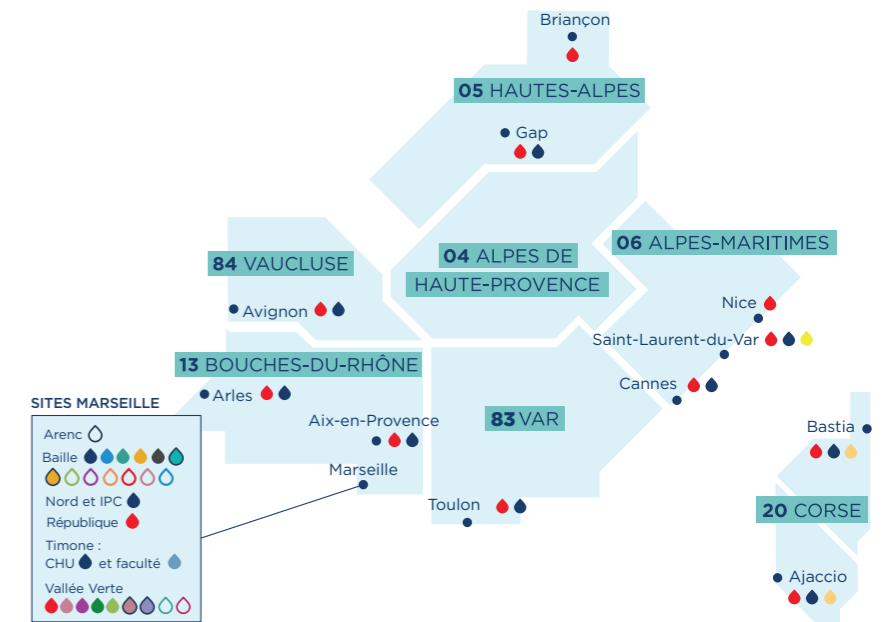 Briançon
05 HAUTES-ALPES
Gap
06 ALPES-MARITIMES
84 VAUCLUSE
04 ALPES DE
HAUTE-PROVENCE
Avignon
Nice
Saint-Laurent-du-Var
13 BOUCHES-DU-RHÔNE
Arles
Cannes
SITES MARSEILLE
Aix-en-Provence
83 VAR
Bastia
Arenc
Baille
Marseille
Nord et IPC
République
Toulon
20 CORSE
Timone :
CHU et faculté
Ajaccio
Vallée Verte